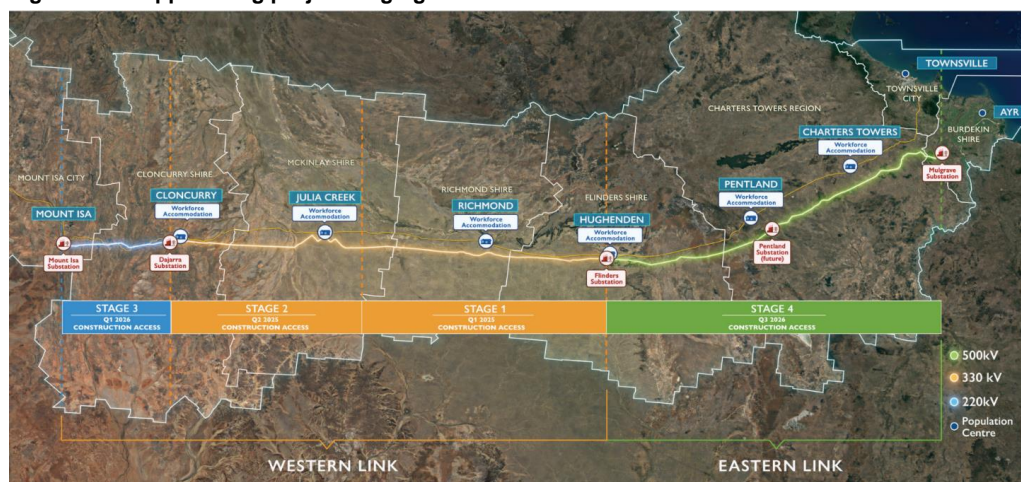 TOWNSVILLE
TOWNSVILLE
CITY
AYR
CHARTERS TOWERS REGION
BURDEKIN
SHIRE
CHARTERS TOWERS
Workforce
Accommodation
Mulgrave
Substation
MOUNT ISA CITY
CLONCURRY SHIRE
MCKINLAY SHIRE
RICHMOND SHIRE
FLINDERS SHIRE
MOUNT ISA
CLONCURRY
Workforce
Accommodation
JULIA CREEK
Workforce
Accommodation
RICHMOND
Workforce
Accommodation
HUGHENDEN
Workforce
Accommodation
PENTLAND
Workforce
Accommodation
Mount Isa
Substation
Dajarra
Substation
Flinders
Substation
Pentland
Substation
(future)
STAGE 3
Q1 2026
CONSTRUCTION ACCESS
STAGE 2
Q2 2025
CONSTRUCTION ACCESS
STAGE 1
Q1 2025
CONSTRUCTION ACCESS
STAGE 4
Q3 2026
CONSTRUCTION ACCESS
500kV
330 kV
220kV
Population
Centre
WESTERN LINK
EASTERN LINK